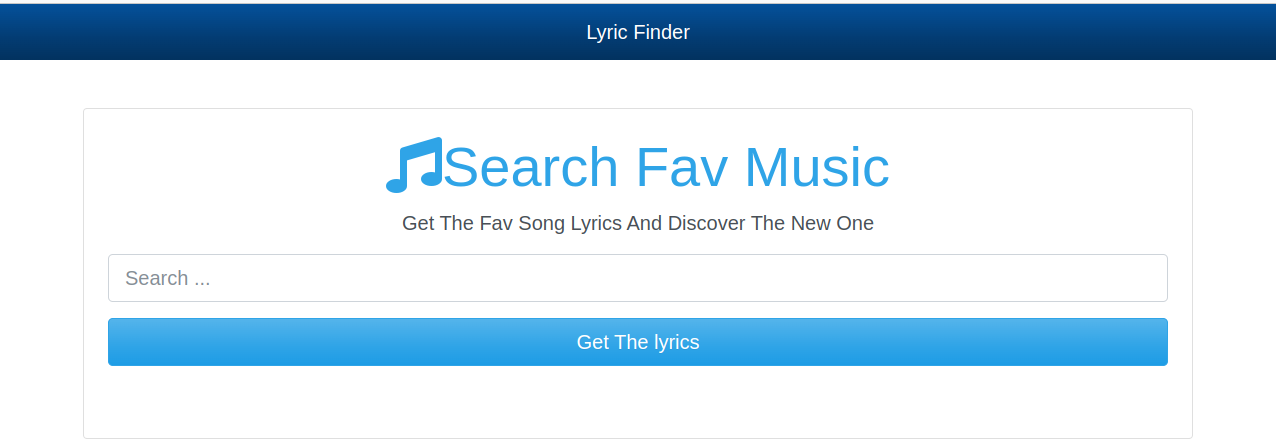 Lyric Finder
Search Fav Music
Get The Fav Song Lyrics And Discover The New One
Search ...
Get The lyrics